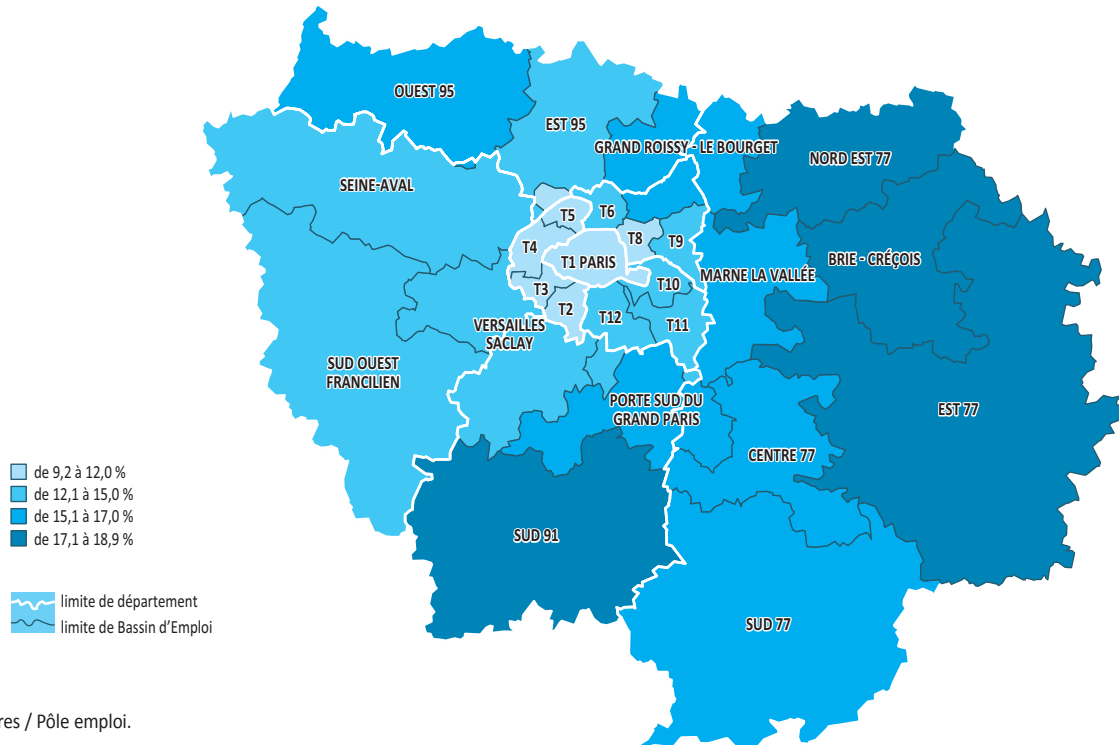 OUEST 95
EST 95
GRAND ROISSY - LE BOURGET
NORD EST 77
SEINE-AVAL
T5
T6
T4
T8
T9
T1 PARIS
BRIE - CRÉÇOIS
MARNE LA VALLÉE
T10
T3
T2
T12
T11
VERSAILLES
SACLAY
SUD OUEST
FRANCILIEN
PORTE SUD DU
GRAND PARIS
EST 77
CENTRE 77
SUD 91
SUD 77
de 9,2 à 12,0 %
de 12,1 à 15,0 %
de 15,1 à 17,0 %
de 17,1 à 18,9 %
limite de département
limite de Bassin d'Emploi
res / Pôle emploi.